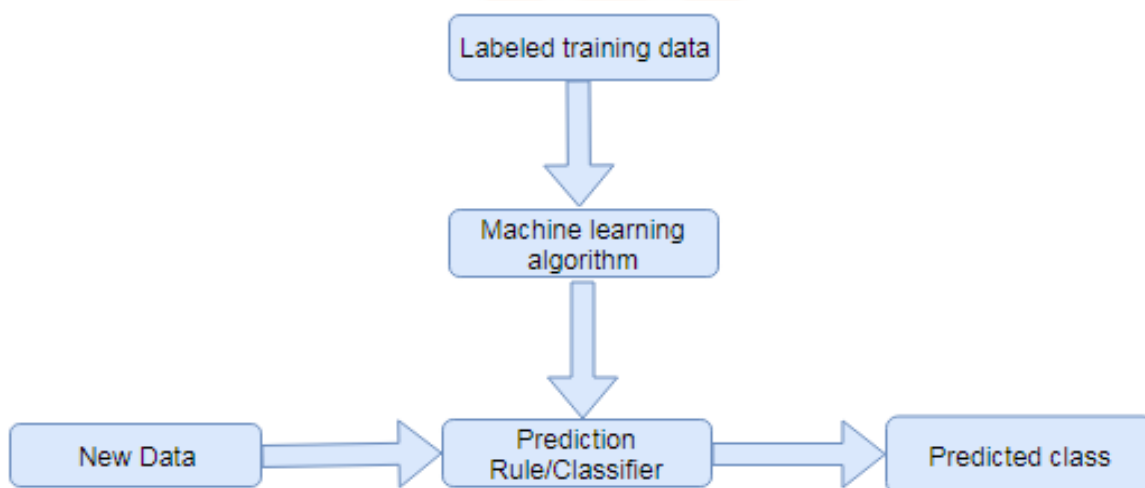 Labeled training data
Machine learning
algorithm
New Data
Prediction
Rule/Classifier
Predicted class